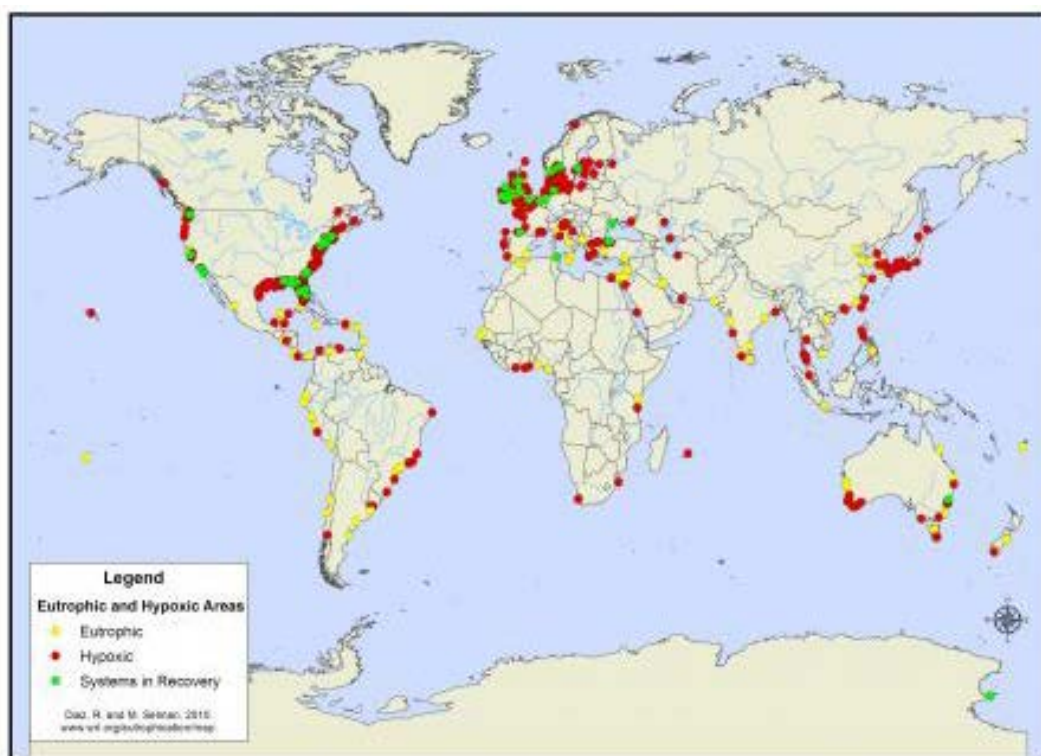 Legend
Eutrophic and Hypoxic Areas
Eutrophic
Hypoxic
Systems in Recovery
Diaz, R. and M. Selman, 2010.
www.wri.org/eutrophication/map